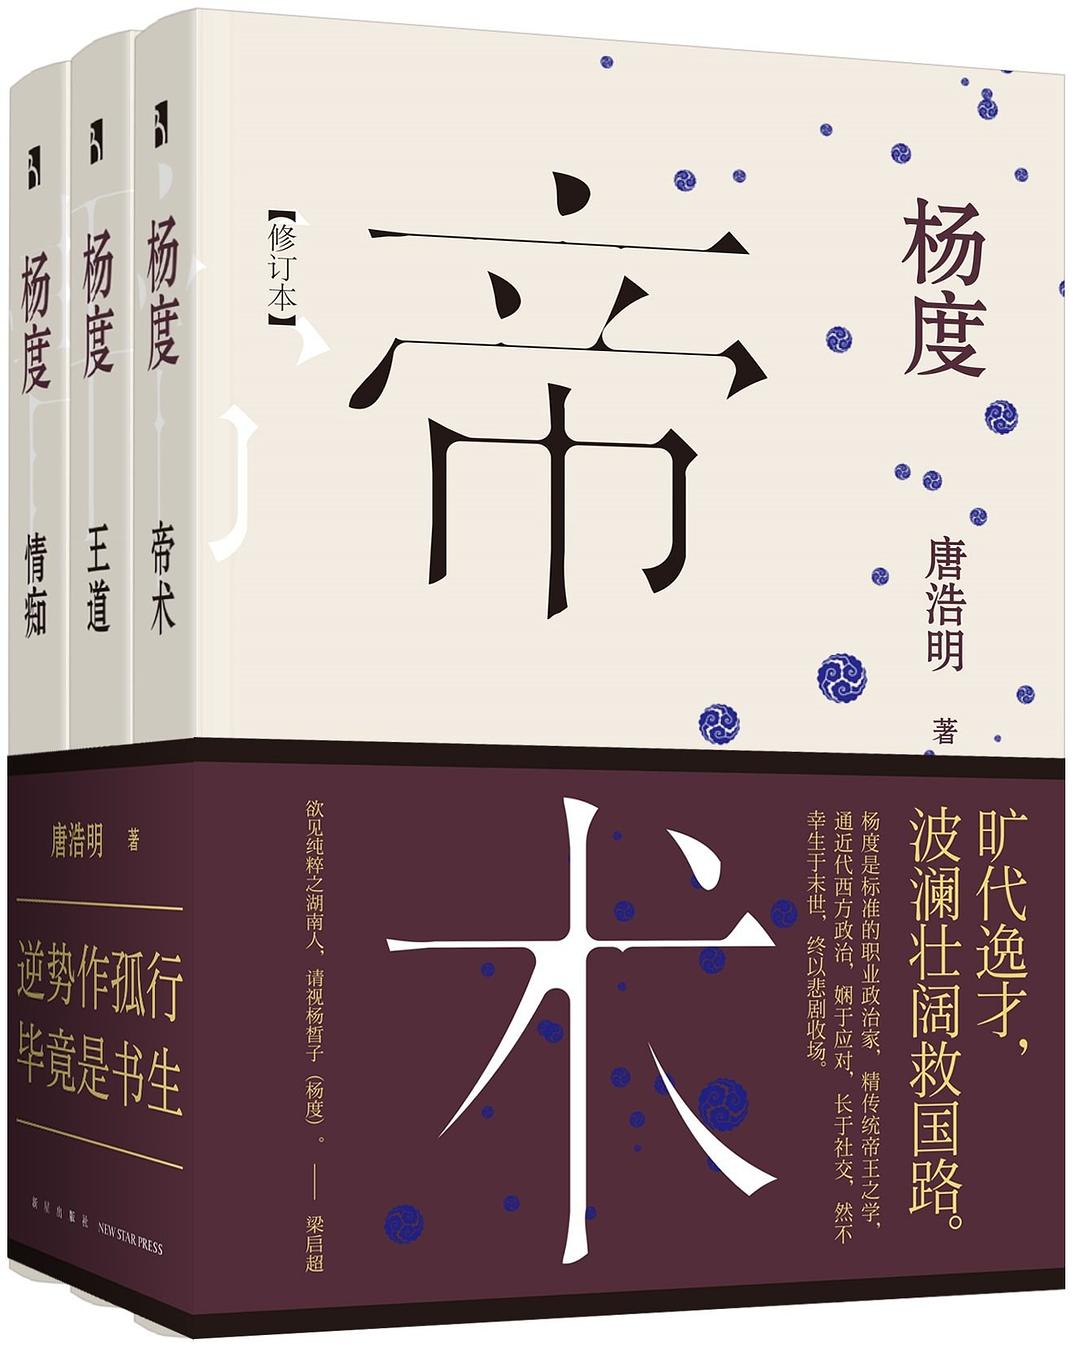 杨度
情痴
杨度
王道
杨度
帝术
【修订本】
帝术
杨度
唐浩明 著
旷代逸才，
波澜壮阔救国路。
杨度是标准的职业政治家，精传统帝王之学，
通近代西方政治，娴于应对，长于社交，然不
幸生于末世，终以悲剧收场。
欲见纯粹之湖南人，请视杨皙子（杨度）。——梁启超
唐浩明 著
逆势作孤行
毕竟是书生
新星出版社 NEW STAR PRESS